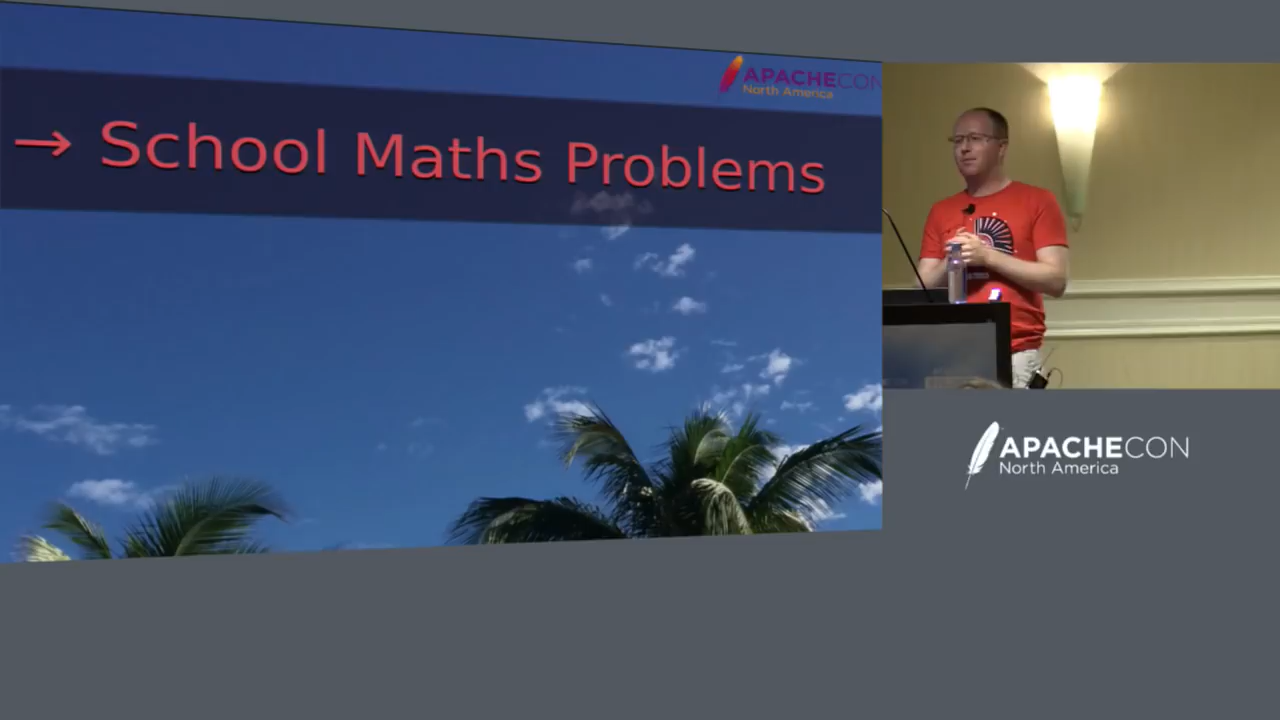 APACHECON
North America
→ School Maths Problems
APACHECON
North America